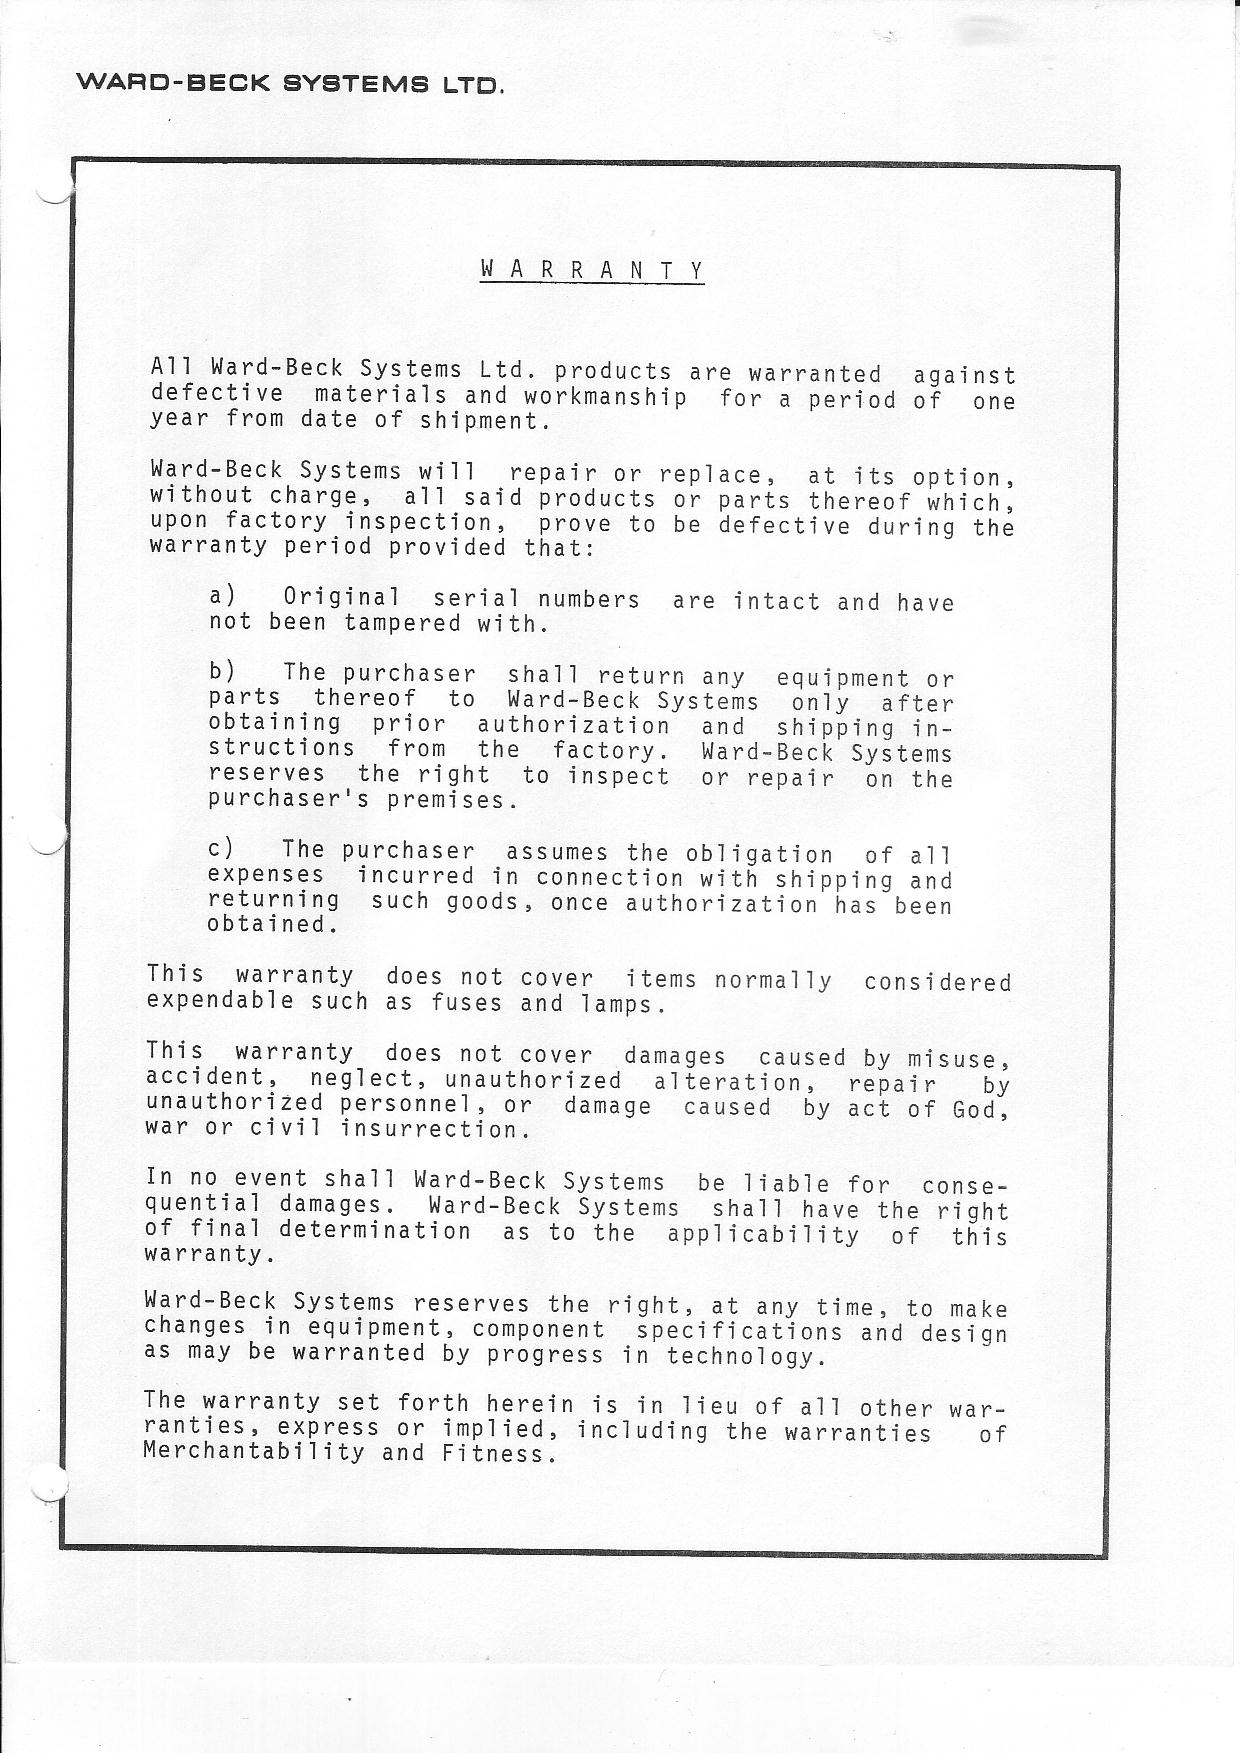 WARD-BECK SYSTEMS LTD.
W A R R A N T Y
All Ward-Beck Systems Ltd. products are warranted against
defective materials and workmanship for a period of one
year from date of shipment.
Ward-Beck Systems will repair or replace, at its option,
without charge, all said products or parts thereof which,
upon factory inspection, prove to be defective during the
warranty period provided that:
a) Original serial numbers are intact and have
not been tampered with.
b) The purchaser shall return any equipment or
parts thereof to Ward-Beck Systems only after
obtaining prior authorization and shipping in-
structions from the factory. Ward-Beck Systems
reserves the right to inspect or repair on the
purchaser's premises.
c) The purchaser assumes the obligation of all
expenses incurred in connection with shipping and
returning such goods, once authorization has been
obtained.
This warranty does not cover items normally considered
expendable such as fuses and lamps.
This warranty does not cover damages caused by misuse,
accident, neglect, unauthorized alteration, repair by
unauthorized personnel, or damage caused by act of God,
war or civil insurrection.
In no event shall Ward-Beck Systems be liable for conse-
quential damages. Ward-Beck Systems shall have the right
of final determination as to the applicability of this
warranty.
Ward-Beck Systems reserves the right, at any time, to make
changes in equipment, component specifications and design
as may be warranted by progress in technology.
The warranty set forth herein is in lieu of all other war-
ranties, express or implied, including the warranties of
Merchantability and Fitness.